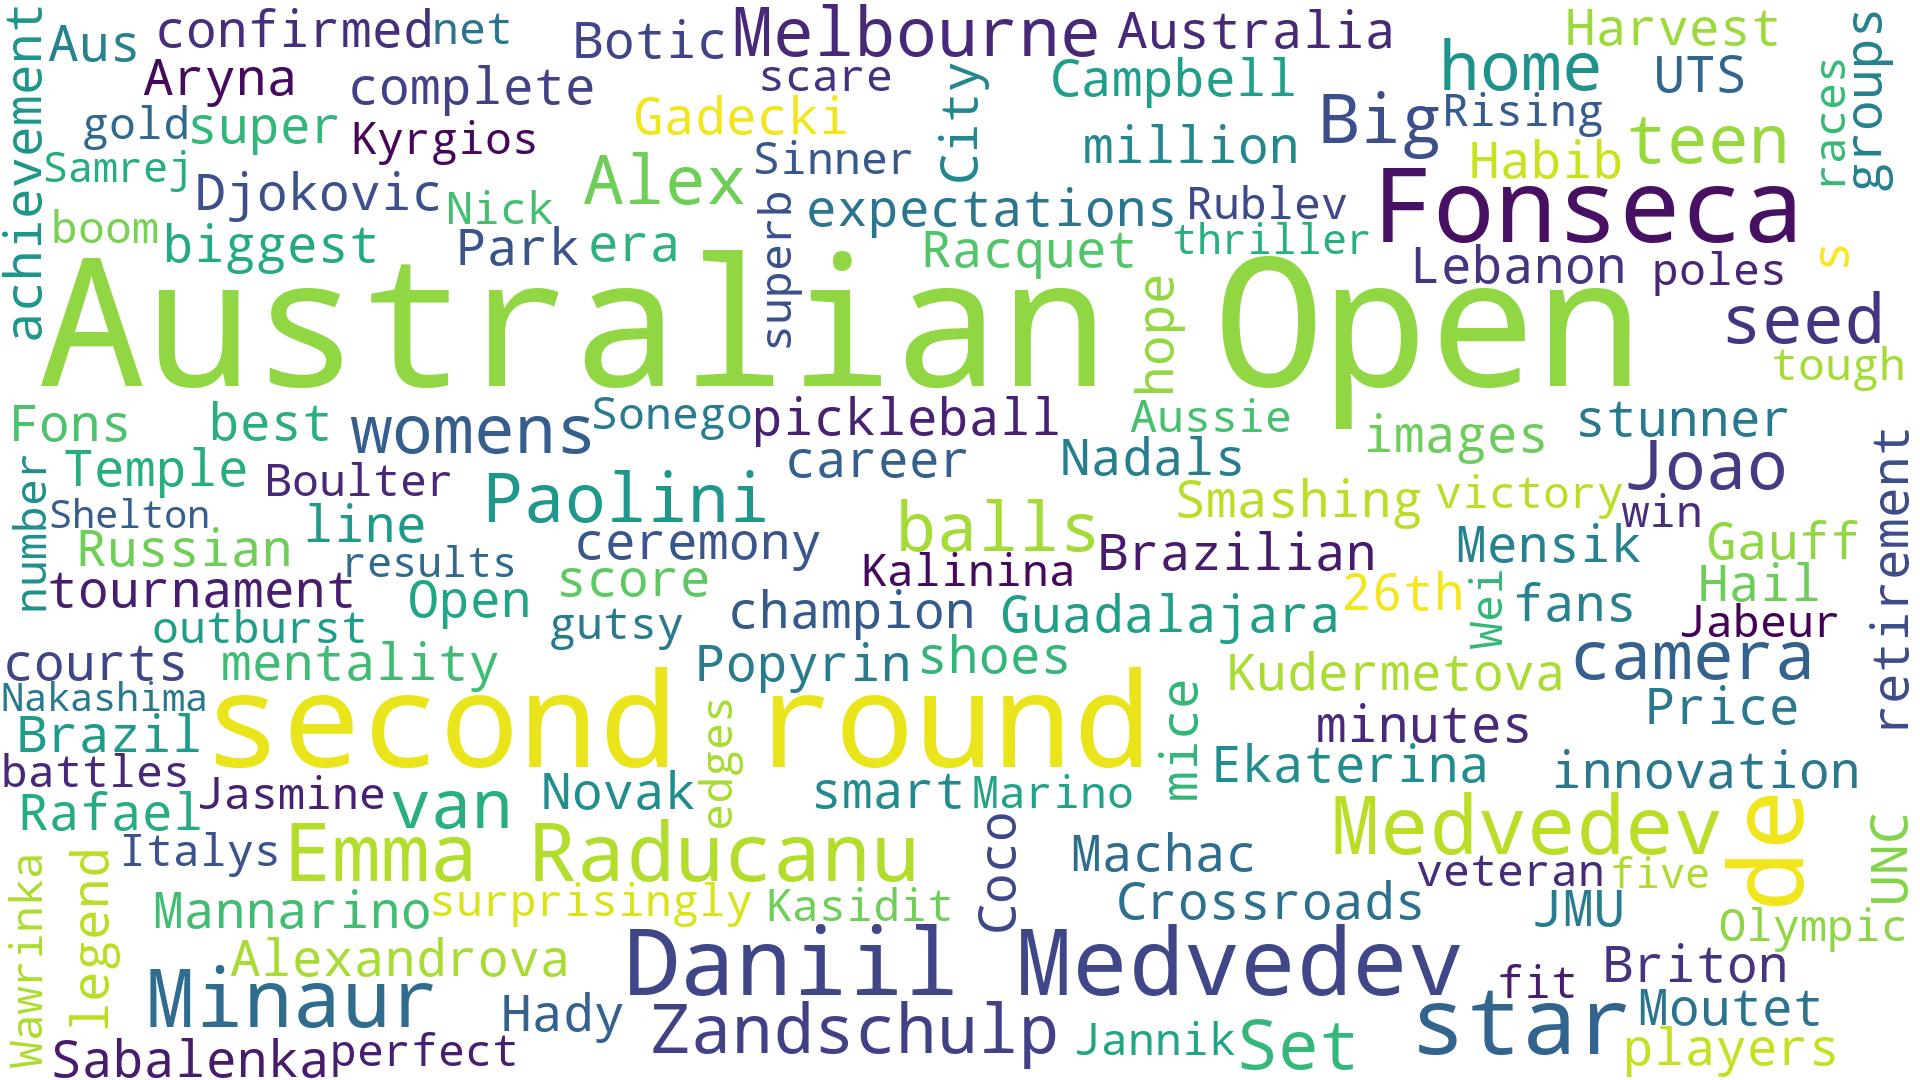 achievement
Aus
confirmed
net
Botic
Melbourne
Australia
Harvest
groups
Aryna
complete
scare
City
Campbell
home
UTS
races
gold
super
Kyrgios
Gadecki
million
Big
Rising
teen
Samrej
Djokovic
Nick
Alex
Sinner
superb
expectations
Rublev
Habib
Fonseca
boom
biggest
Park
era
Racquet
thriller
Lebanon
poles
s
Australian Open
hope
seed
tough
Fons
best
womens
Sonego
pickleball
Aussie
images
stunner
retirement
number
Temple
Boulter
Paolini
career
Nadals
Smashing
victory
Joao
win
Shelton
line
balls
Russian
results
ceremony
Kalinina
Brazilian
Mensik
Gauff
tournament
Open
score
champion
Guadalajara
26th
Wei
fans
Hail
Jabeur
outburst
gutsy
courts
mentality
Popyrin
shoes
Kudermetova
camera
Nakashima
Brazil
second round
edges
mice
minutes
Price
battles
Jasmine
van
Novak
smart
Marino
Ekaterina
innovation
Rafael
Italys
Emma Raducanu
Coco
Machac
Medvedev
de
UNC
veteran
five
Wawrinka
legend
Mannarino
surprisingly
Kasidit
Crossroads
JMU
Olympic
Alexandrova
Daniil Medvedev
fit
Briton
Minaur
Hady
Zandschulp
Jannik
Set
star
Moutet
Sabalenka
perfect
players